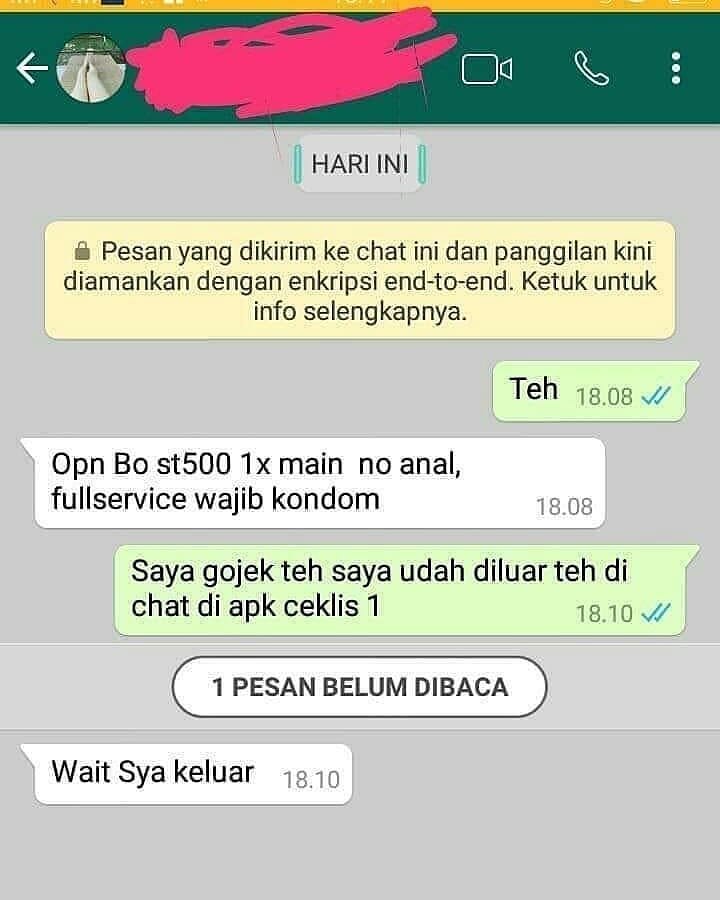 HARI INI
Pesan yang dikirim ke chat ini dan panggilan kini
diamankan dengan enkripsi end-to-end. Ketuk untuk
info selengkapnya.
Teh 18.08
Opn Bo st500 1x main no anal,
fullservice wajib kondom 18.08
Saya gojek teh saya udah diluar teh di
chat di apk ceklis 1 18.10
1 PESAN BELUM DIBACA
Wait Sya keluar 18.10